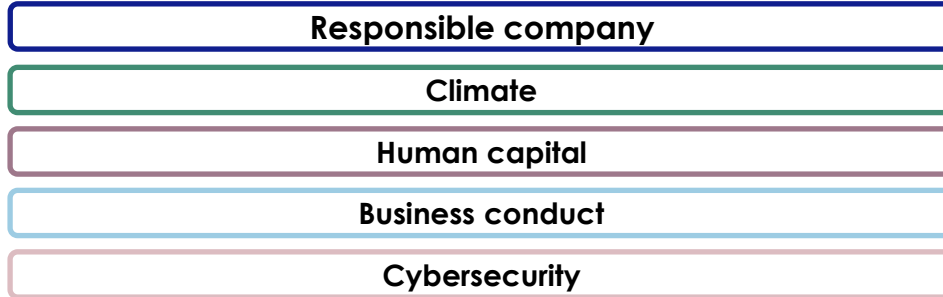 Responsible company
Climate
Human capital
Business conduct
Cybersecurity